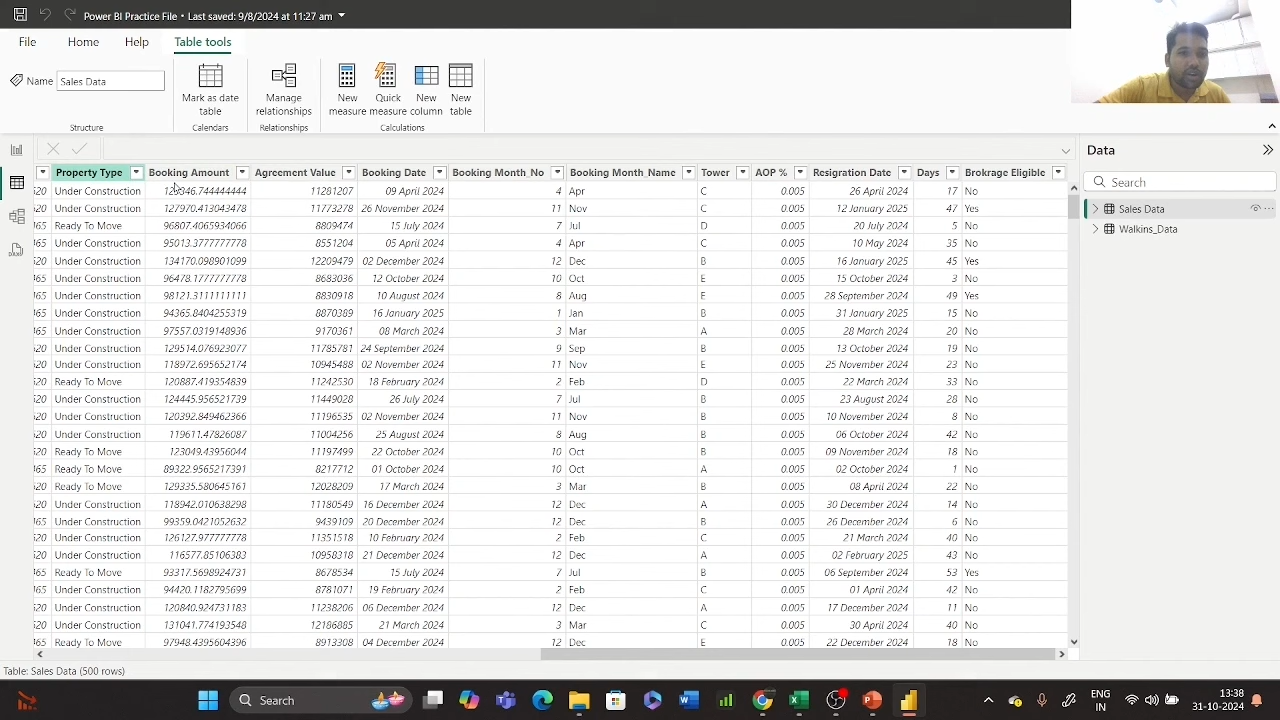 Power BI Practice File • Last saved: 9/8/2024 at 11:27 am
File Home Help Table tools
Name Sales Data
Mark as date table
Manage relationships
New measure
Quick measure
New column
New table
Structure Calendars Relationships Calculations
Property Type Booking Amount Agreement Value Booking Date Booking Month_No Booking Month_Name Tower AOP % Resigration Date Days Brokrage Eligible
Under Construction 11281207 09 April 2024 4 Apr C 0.005 26 April 2024 17 No
Under Construction 127970.413043478 11773278 26 November 2024 11 Nov C 0.005 12 January 2025 47 Yes
Ready To Move 96807.4065934066 8809474 15 July 2024 7 Jul D 0.005 20 July 2024 5 No
Under Construction 95013.3777777778 8551204 05 April 2024 4 Apr C 0.005 10 May 2024 35 No
Under Construction 134170.098901099 12209479 02 December 2024 12 Dec B 0.005 16 January 2025 45 Yes
Under Construction 96478.1777777778 8683036 12 October 2024 10 Oct E 0.005 15 October 2024 3 No
Under Construction 98121.3111111111 8830918 10 August 2024 8 Aug E 0.005 28 September 2024 49 Yes
Under Construction 94365.8404255319 8870389 16 January 2025 1 Jan B 0.005 31 January 2025 15 No
Under Construction 97557.0319148936 9170361 08 March 2024 3 Mar A 0.005 28 March 2024 20 No
Under Construction 129514.076923077 11785781 24 September 2024 9 Sep B 0.005 13 October 2024 19 No
Under Construction 118972.695652174 10945488 02 November 2024 11 Nov E 0.005 25 November 2024 23 No
Ready To Move 120887.419354839 11242530 18 February 2024 2 Feb D 0.005 22 March 2024 33 No
Under Construction 124445.956521739 11449028 26 July 2024 7 Jul B 0.005 23 August 2024 28 No
Under Construction 120392.849462366 11196535 02 November 2024 11 Nov B 0.005 10 November 2024 8 No
Under Construction 119611.47826087 11004256 25 August 2024 8 Aug B 0.005 06 October 2024 42 No
Ready To Move 123049.43956044 11197499 22 October 2024 10 Oct B 0.005 09 November 2024 18 No
Ready To Move 89322.9565217391 8217712 01 October 2024 10 Oct A 0.005 02 October 2024 1 No
Ready To Move 129335.580645161 12028209 17 March 2024 3 Mar B 0.005 08 April 2024 22 No
Under Construction 118942.010638298 11180549 16 December 2024 12 Dec A 0.005 30 December 2024 14 No
Under Construction 99359.0421052632 9439109 20 December 2024 12 Dec B 0.005 26 December 2024 6 No
Under Construction 126127.977777778 11351518 10 February 2024 2 Feb C 0.005 21 March 2024 40 No
Under Construction 116577.85106383 10958318 21 December 2024 12 Dec A 0.005 02 February 2025 43 No
Ready To Move 93317.5698924731 8678534 15 July 2024 7 Jul B 0.005 06 September 2024 53 Yes
Under Construction 94420.1182795699 8781071 19 February 2024 2 Feb C 0.005 01 April 2024 42 No
Under Construction 120840.924731183 11238206 06 December 2024 12 Dec A 0.005 17 December 2024 11 No
Under Construction 131041.774193548 12186885 21 March 2024 3 Mar C 0.005 30 April 2024 40 No
Ready To Move 97948.4395604396 8913308 04 December 2024 12 Dec E 0.005 22 December 2024 18 No
Table: Sales Data (500 rows)
Data
Search
Sales Data
Walkins_Data
Search
ENG
IN
13:38
31-10-2024